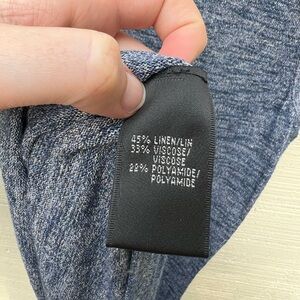 45% LINEN/LIN
33% VISCOSE/
VISCOSE
22% POLYAMIDE/
POLYAMIDE